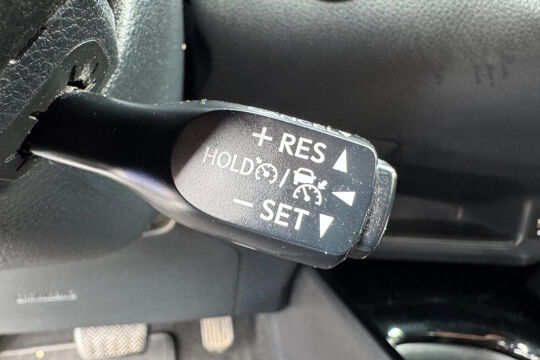 + RES ▲
HOLD / ◀
− SET ▼